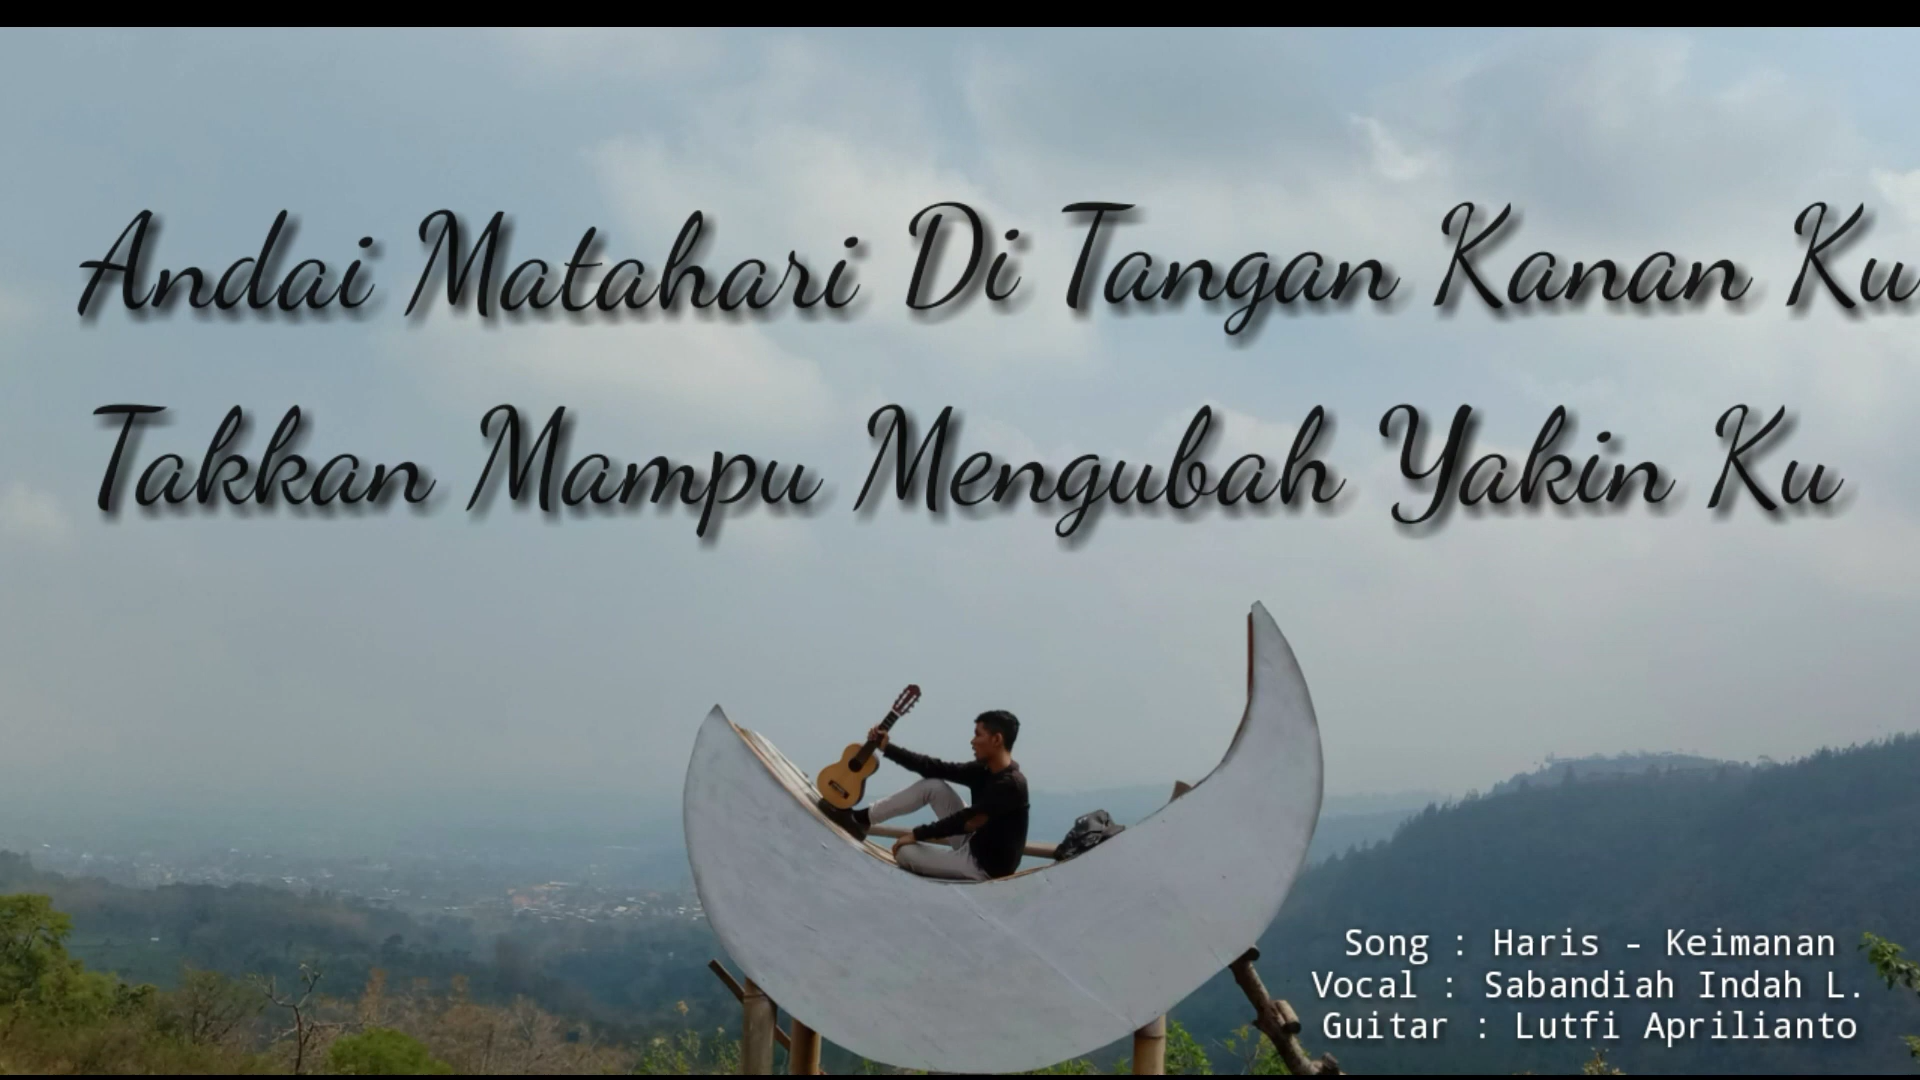 Andai Matahari Di Tangan Kanan Ku
Takkan Mampu Mengubah Yakin Ku
Song : Haris - Keimanan
Vocal : Sabandiah Indah L.
Guitar : Lutfi Aprilianto